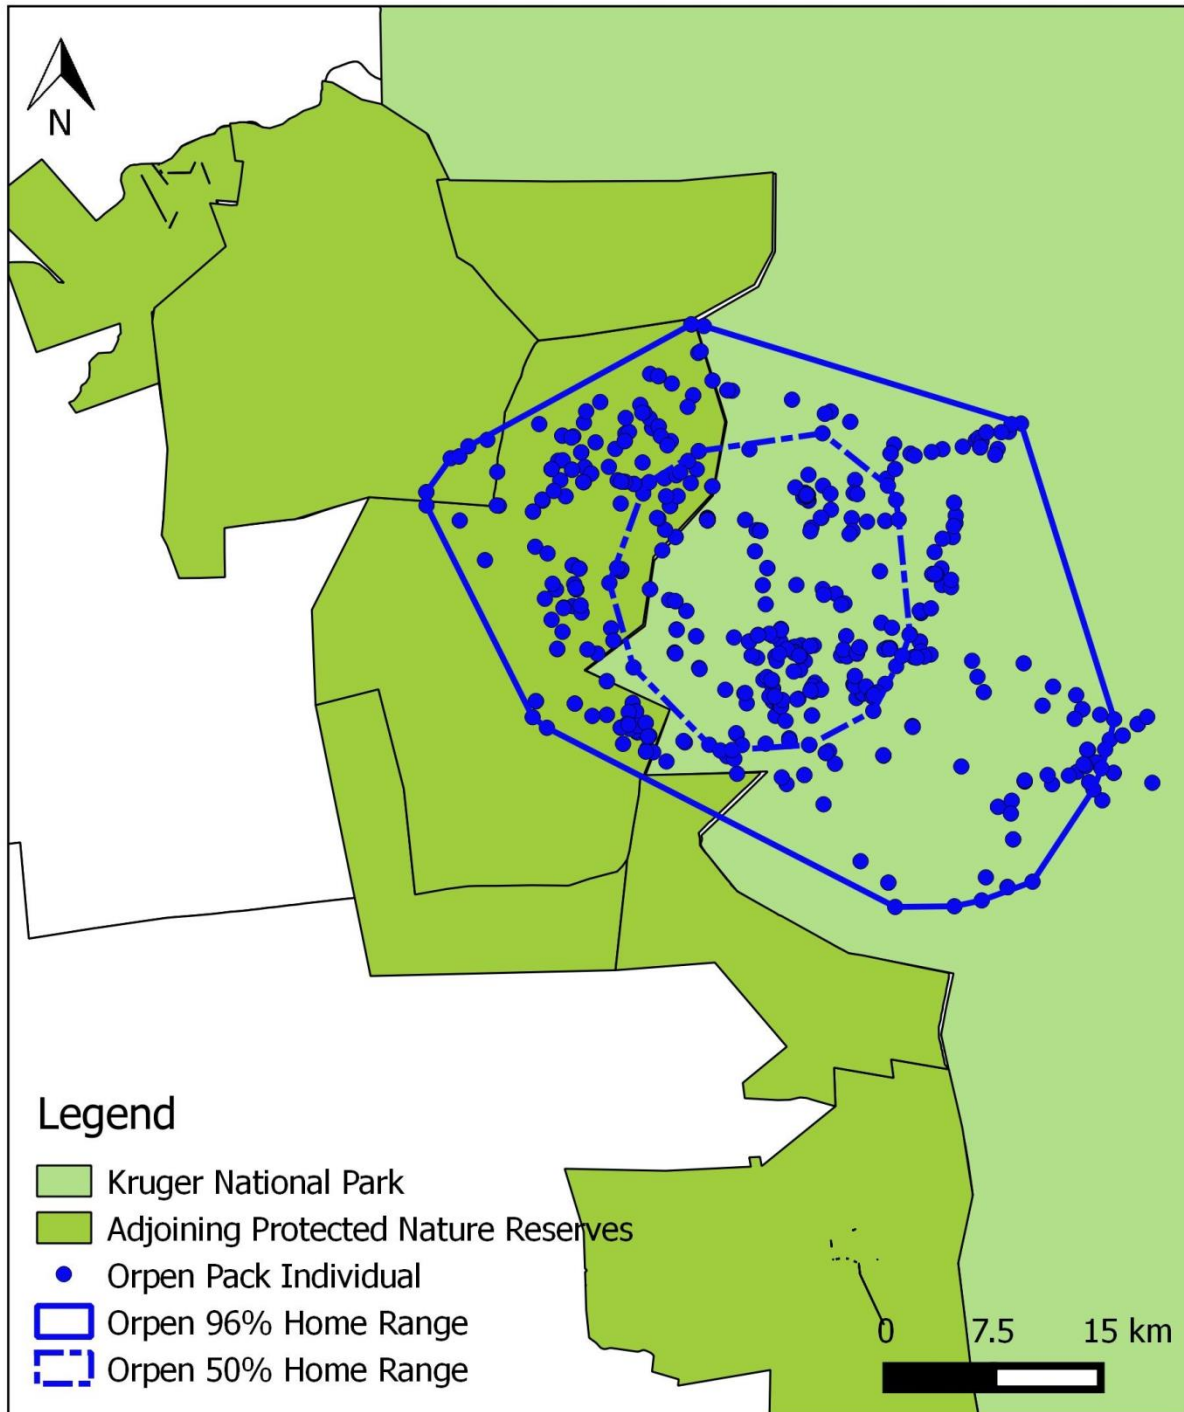 N
Legend
Kruger National Park
Adjoining Protected Nature Reserves
Orpen Pack Individual
Orpen 96% Home Range
Orpen 50% Home Range
0 7.5 15 km